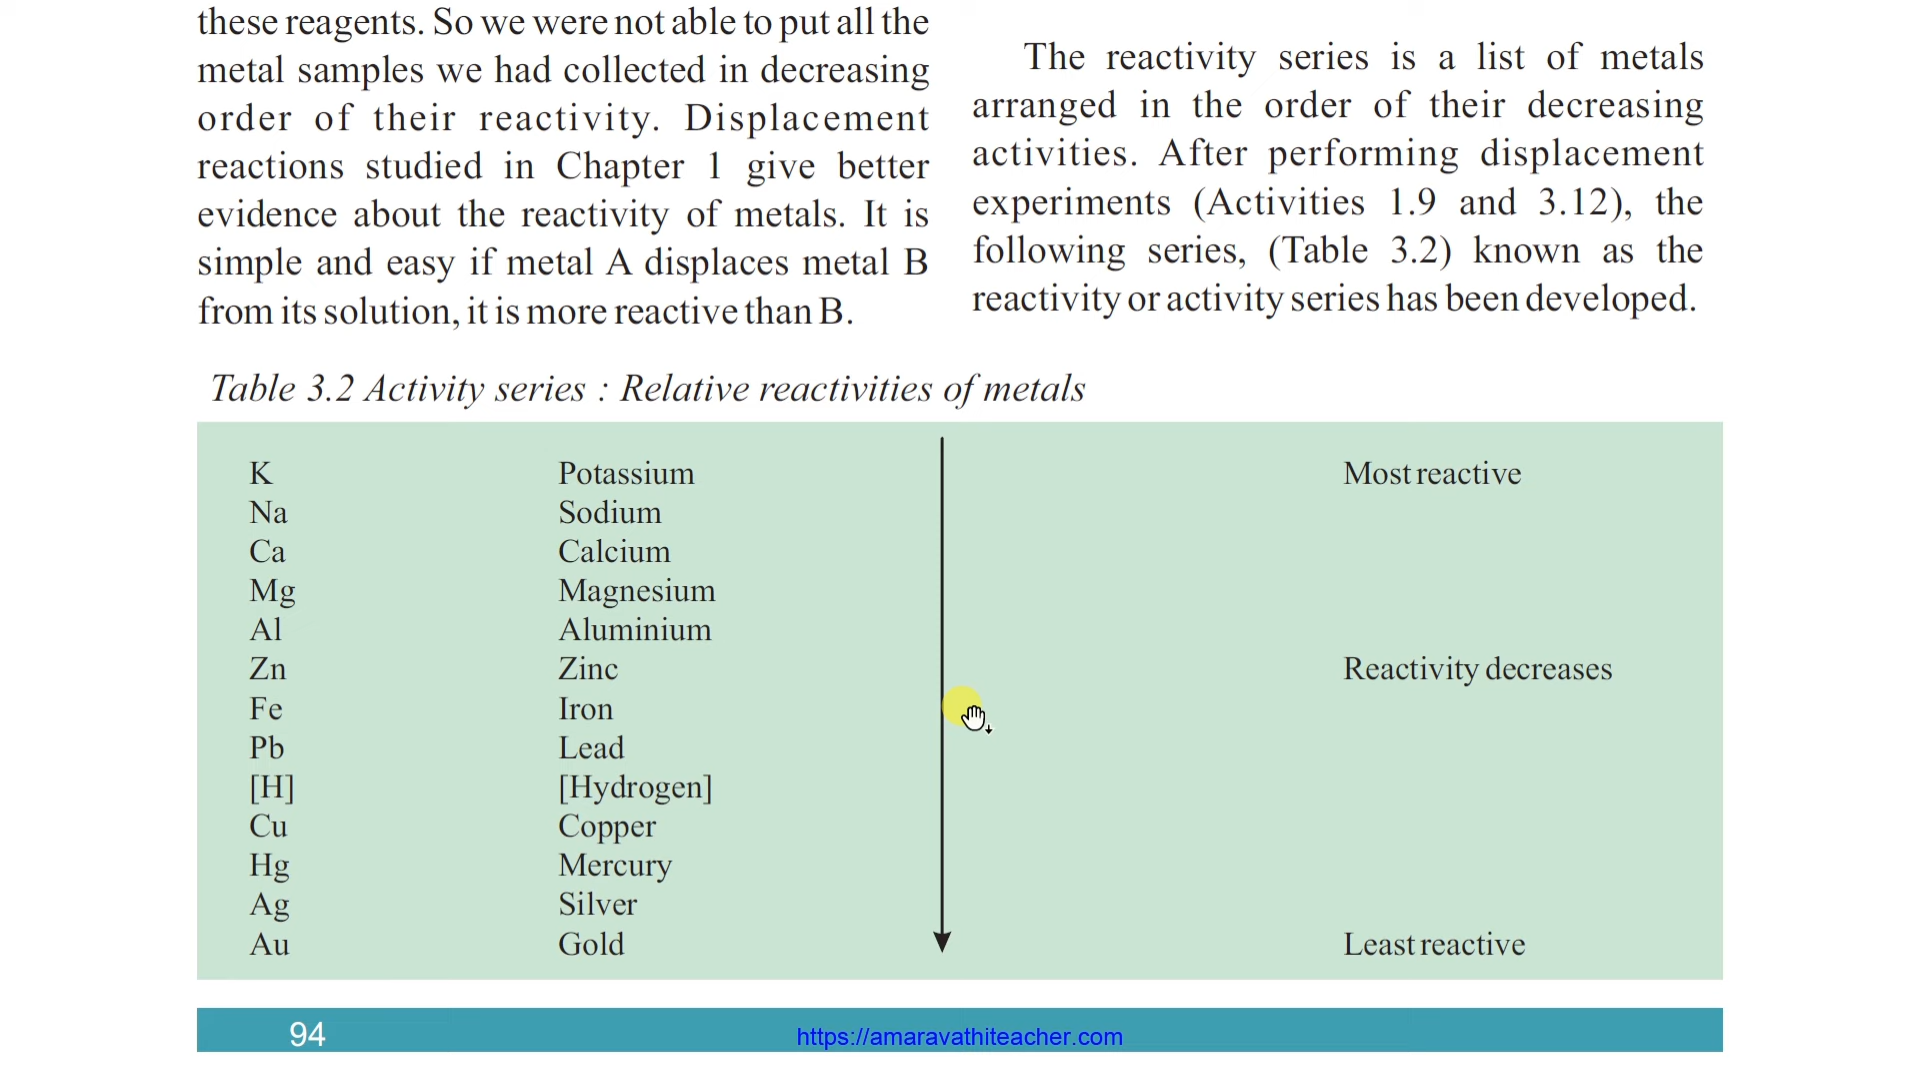 these reagents. So we were not able to put all the
metal samples we had collected in decreasing
order of their reactivity. Displacement
reactions studied in Chapter 1 give better
evidence about the reactivity of metals. It is
simple and easy if metal A displaces metal B
from its solution, it is more reactive than B.
The reactivity series is a list of metals
arranged in the order of their decreasing
activities. After performing displacement
experiments (Activities 1.9 and 3.12), the
following series, (Table 3.2) known as the
reactivity or activity series has been developed.
Table 3.2 Activity series : Relative reactivities of metals
K Potassium Most reactive
Na Sodium
Ca Calcium
Mg Magnesium
Al Aluminium
Zn Zinc Reactivity decreases
Fe Iron
Pb Lead
[H] [Hydrogen]
Cu Copper
Hg Mercury
Ag Silver
Au Gold Least reactive
94 https://amaravathiteacher.com